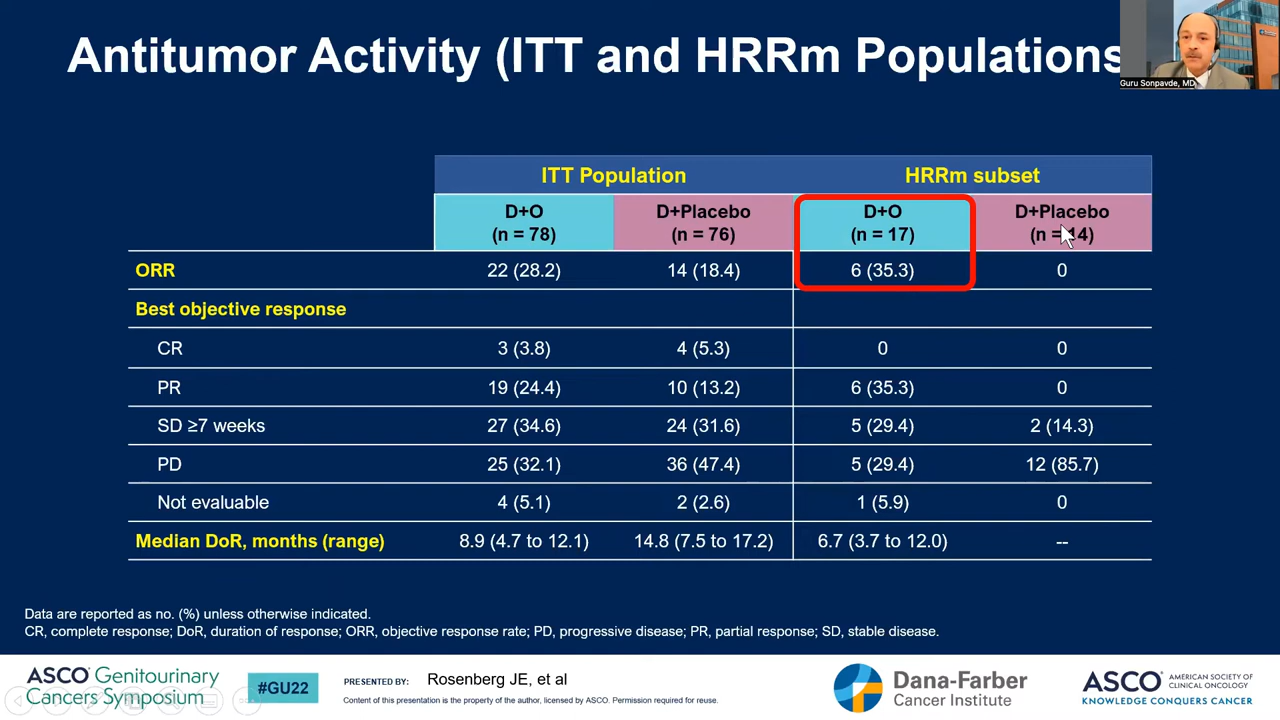 Antitumor Activity (ITT and HRRm Populations
Guru Sonpavde, MD
ITT Population HRRm subset
D+O D+Placebo D+O D+Placebo
(n = 78) (n = 76) (n = 17) (n = 14)
ORR 22 (28.2) 14 (18.4) 6 (35.3) 0
Best objective response
CR 3 (3.8) 4 (5.3) 0 0
PR 19 (24.4) 10 (13.2) 6 (35.3) 0
SD ≥7 weeks 27 (34.6) 24 (31.6) 5 (29.4) 2 (14.3)
PD 25 (32.1) 36 (47.4) 5 (29.4) 12 (85.7)
Not evaluable 4 (5.1) 2 (2.6) 1 (5.9) 0
Median DoR, months (range) 8.9 (4.7 to 12.1) 14.8 (7.5 to 17.2) 6.7 (3.7 to 12.0) --
Data are reported as no. (%) unless otherwise indicated.
CR, complete response; DoR, duration of response; ORR, objective response rate; PD, progressive disease; PR, partial response; SD, stable disease.
ASCO Genitourinary
Cancers Symposium
#GU22
PRESENTED BY: Rosenberg JE, et al
Content of this presentation is the property of the author, licensed by ASCO. Permission required for reuse.
Dana-Farber
Cancer Institute
ASCO AMERICAN SOCIETY OF
CLINICAL ONCOLOGY
KNOWLEDGE CONQUERS CANCER